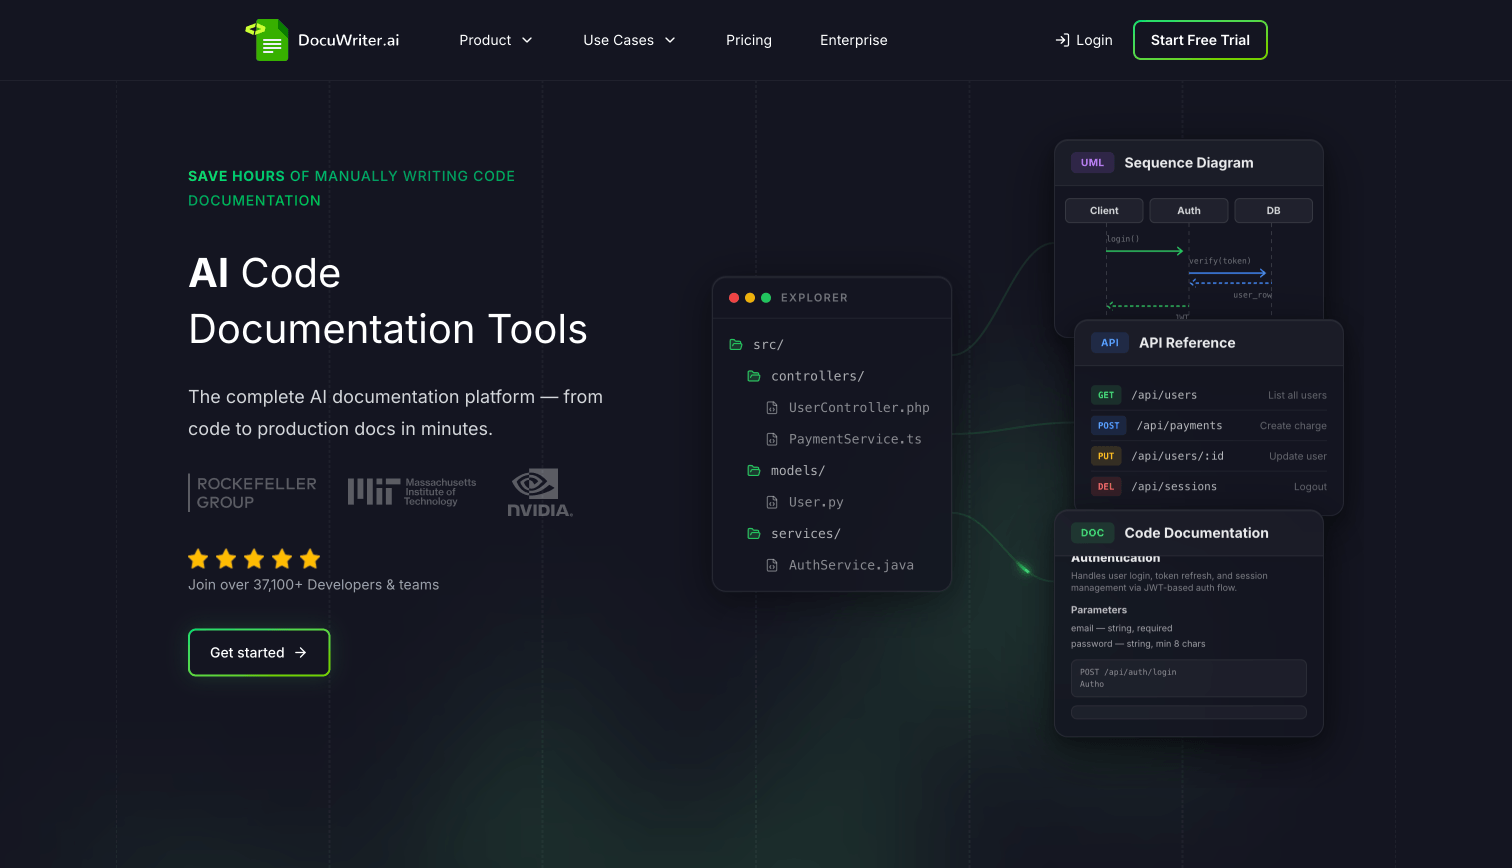 DocuWriter.ai
Product
Use Cases
Pricing
Enterprise
Login
Start Free Trial
SAVE HOURS OF MANUALLY WRITING CODE
DOCUMENTATION
AI Code
Documentation Tools
The complete AI documentation platform — from
code to production docs in minutes.
ROCKEFELLER
GROUP
Massachusetts
Institute of
Technology
NVIDIA.
Join over 37,100+ Developers & teams
Get started
EXPLORER
src/
controllers/
UserController.php
PaymentService.ts
models/
User.py
services/
AuthService.java
UML Sequence Diagram
Client Auth DB
login()
verify(token)
user_row
JWT
API API Reference
GET /api/users List all users
POST /api/payments Create charge
PUT /api/users/:id Update user
DEL /api/sessions Logout
DOC Code Documentation
Authentication
Handles user login, token refresh, and session
management via JWT-based auth flow.
Parameters
email — string, required
password — string, min 8 chars
POST /api/auth/login
Autho